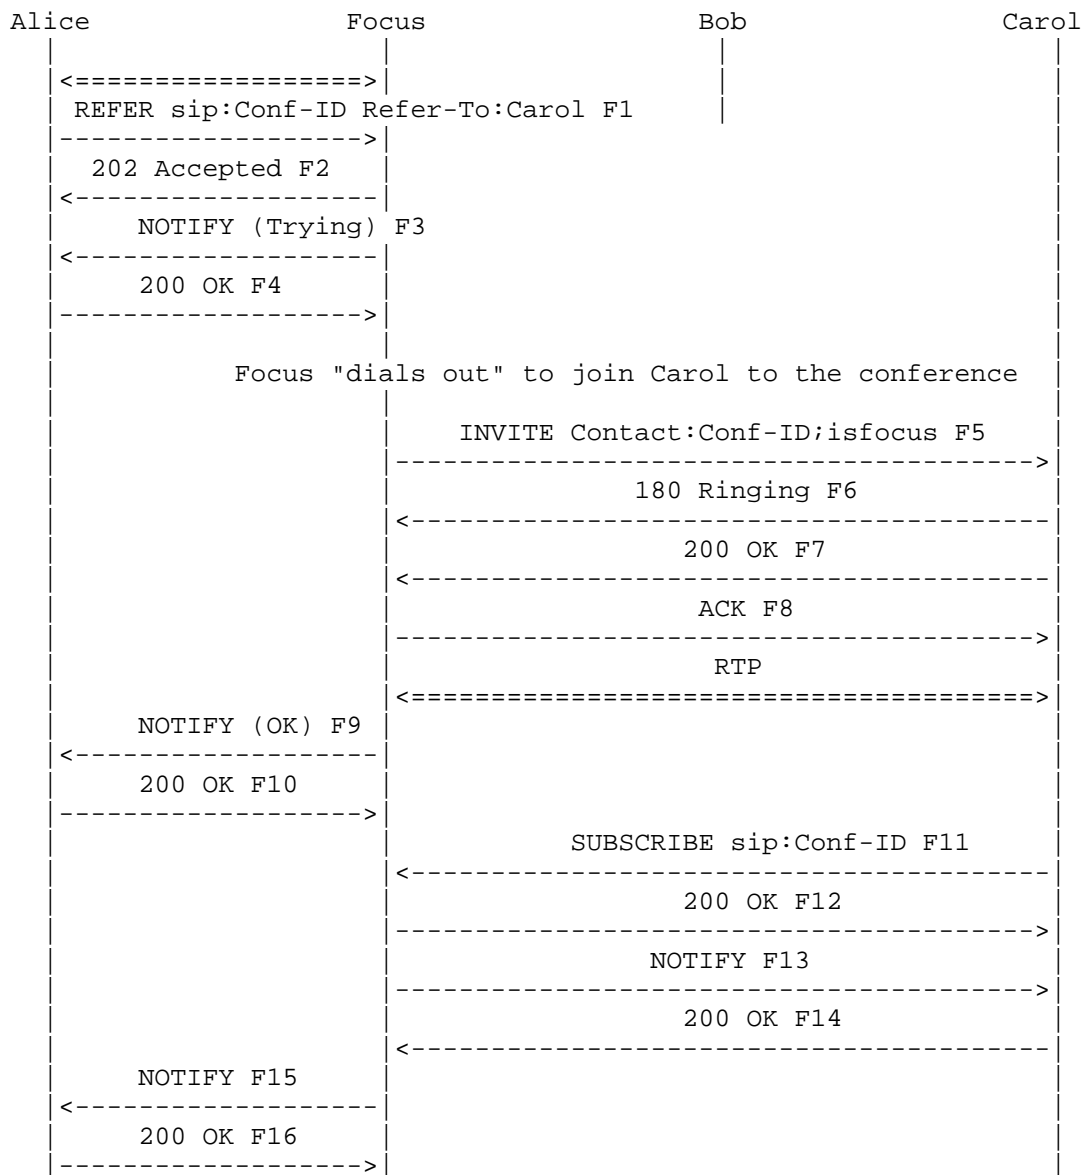 Alice Focus Bob Carol
REFER sip:Conf-ID Refer-To:Carol F1
202 Accepted F2
NOTIFY (Trying) F3
200 OK F4
Focus "dials out" to join Carol to the conference
INVITE Contact:Conf-ID;isfocus F5
180 Ringing F6
200 OK F7
ACK F8
RTP
NOTIFY (OK) F9
200 OK F10
SUBSCRIBE sip:Conf-ID F11
200 OK F12
NOTIFY F13
200 OK F14
NOTIFY F15
200 OK F16